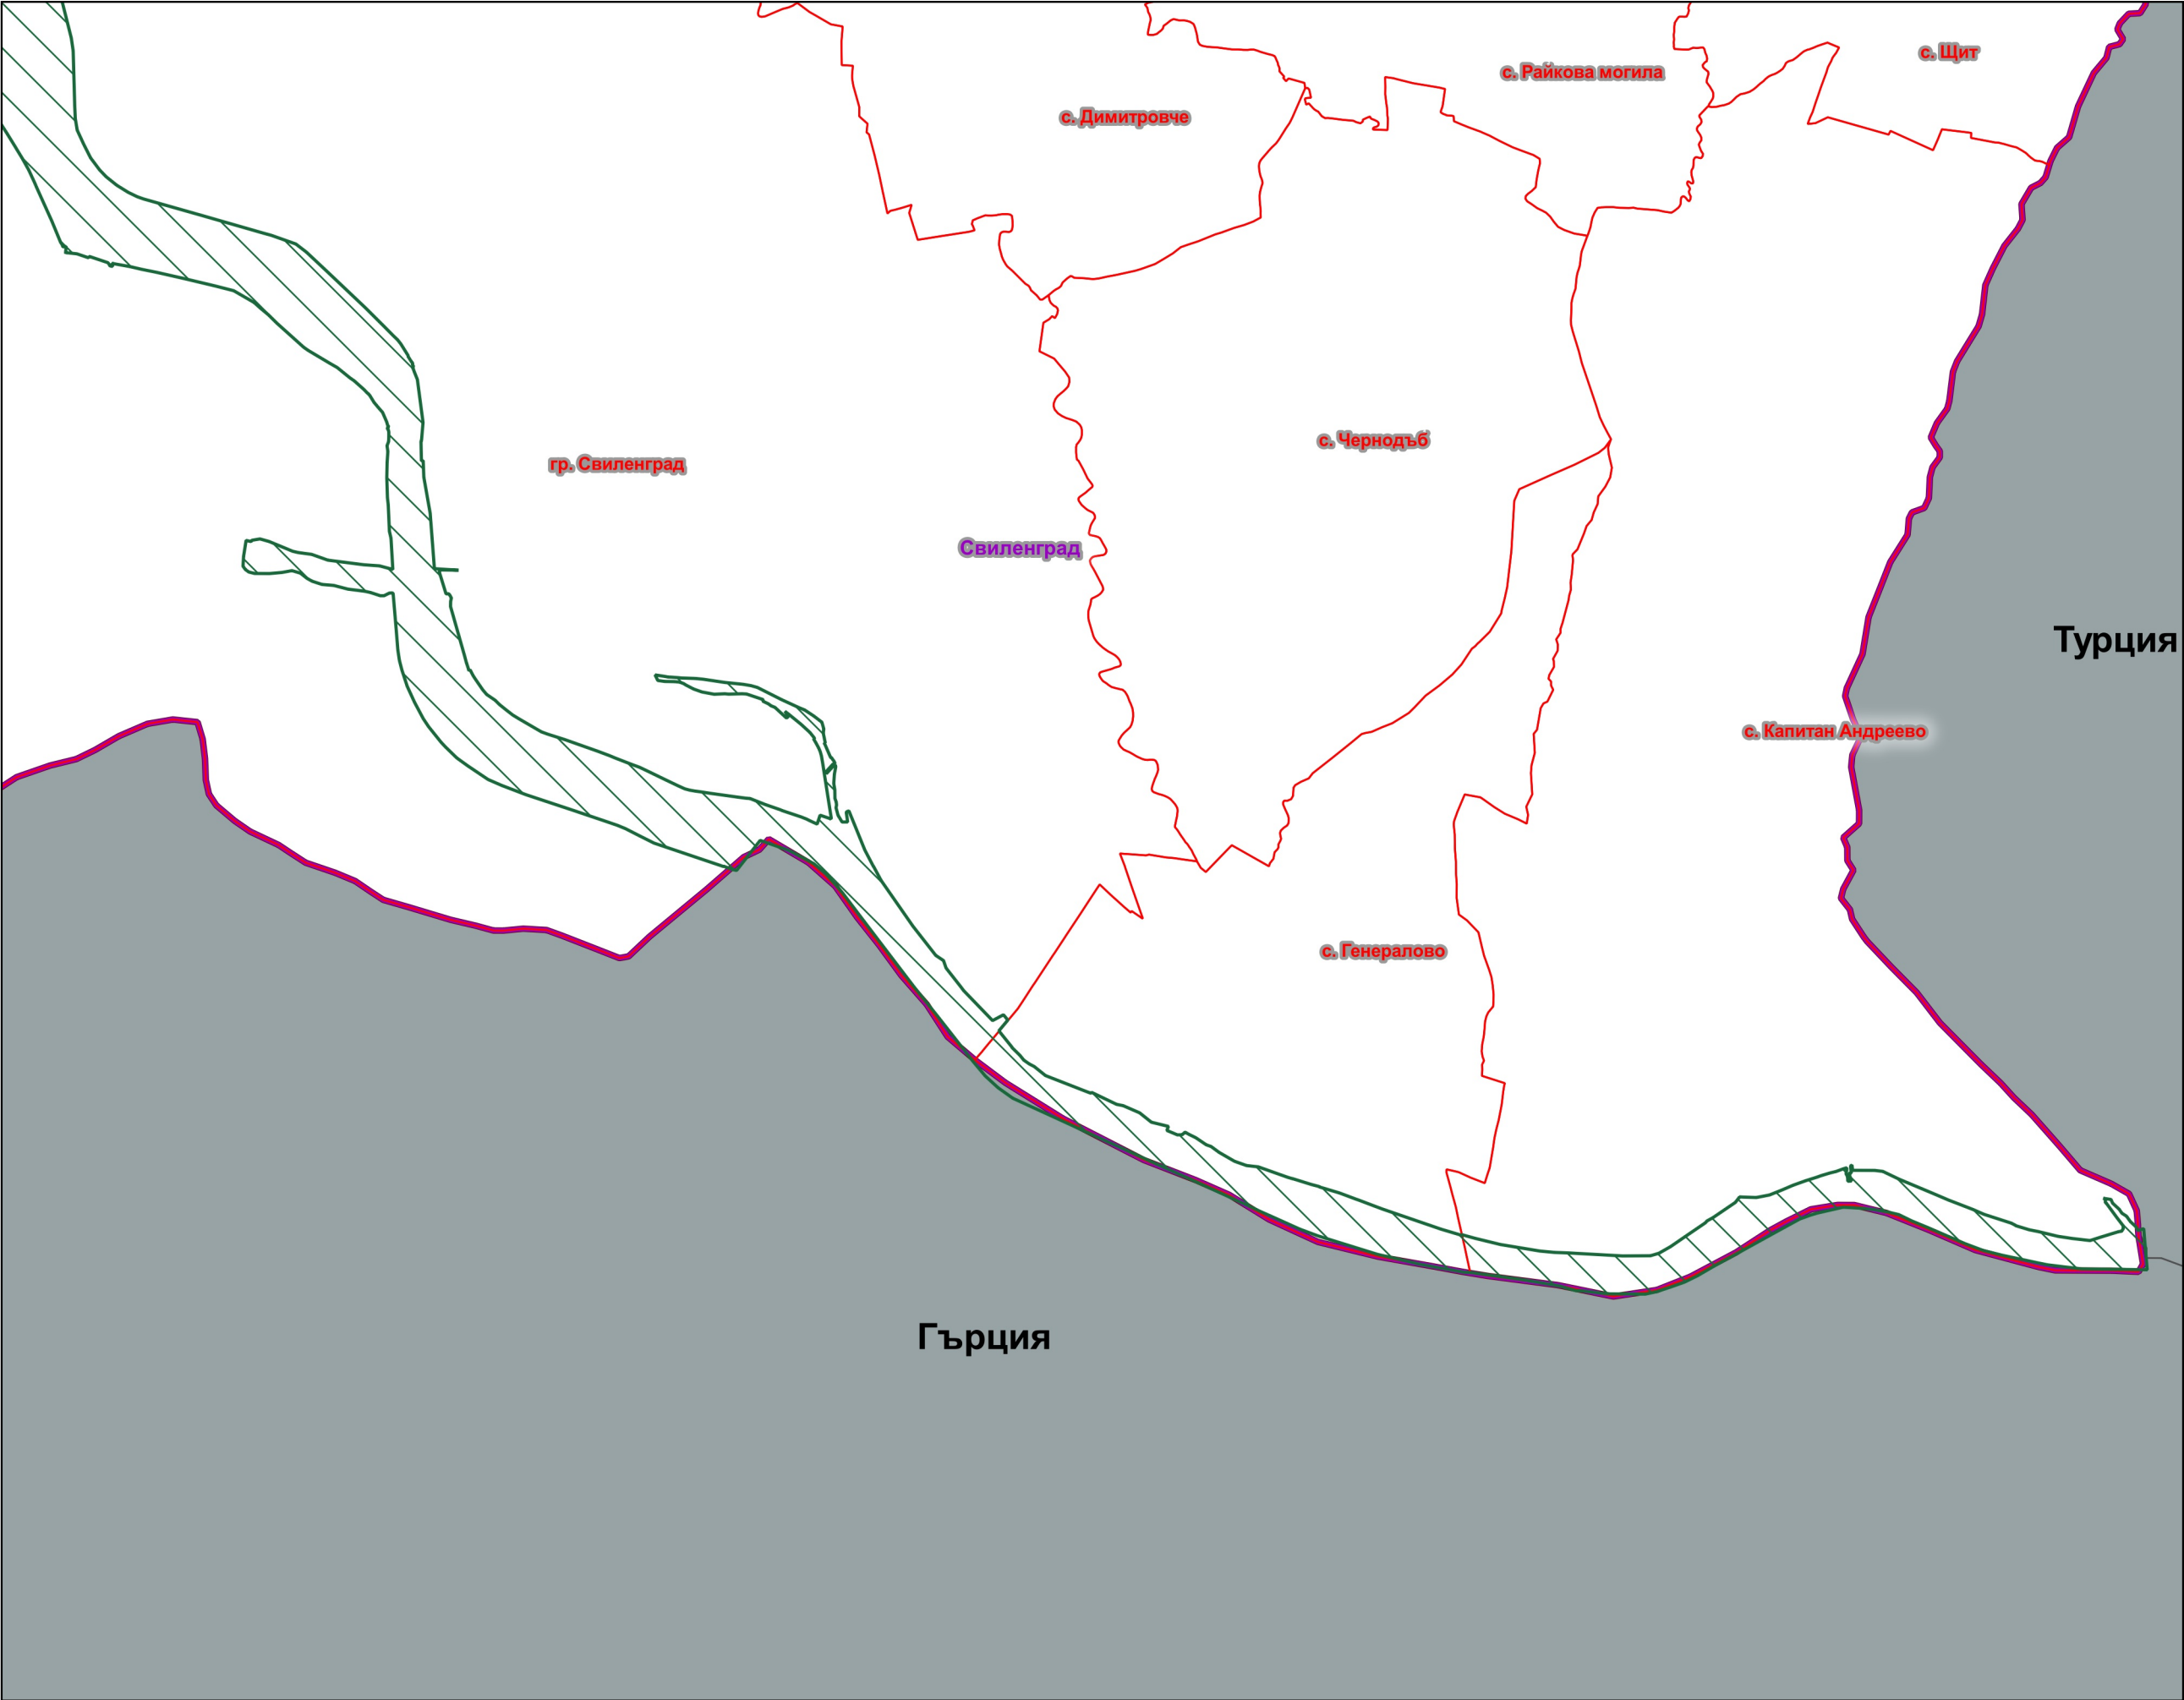 с. Щит
с. Райкова могила
с. Димитровче
с. Чернодъб
гр. Свиленград
Свиленград
Турция
с. Капитан Андреево
с. Генералово
Гърция